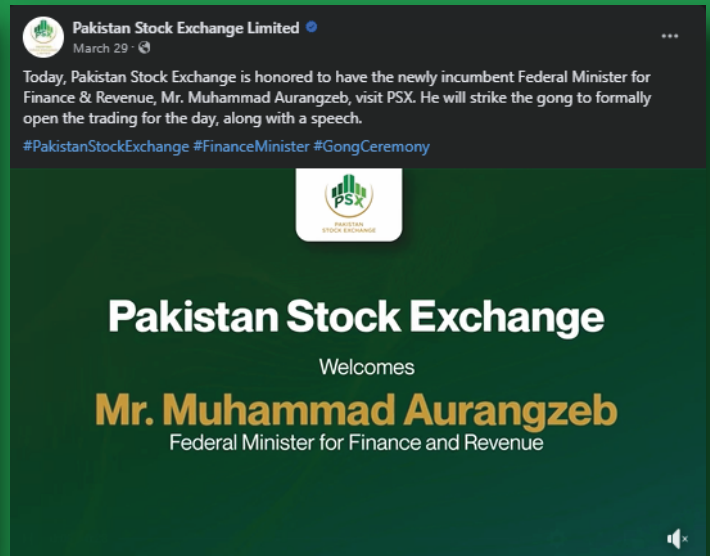 Pakistan Stock Exchange Limited
March 29 ·
Today, Pakistan Stock Exchange is honored to have the newly incumbent Federal Minister for
Finance & Revenue, Mr. Muhammad Aurangzeb, visit PSX. He will strike the gong to formally
open the trading for the day, along with a speech.
#PakistanStockExchange #FinanceMinister #GongCeremony
PSX
PAKISTAN
STOCK EXCHANGE
Pakistan Stock Exchange
Welcomes
Mr. Muhammad Aurangzeb
Federal Minister for Finance and Revenue